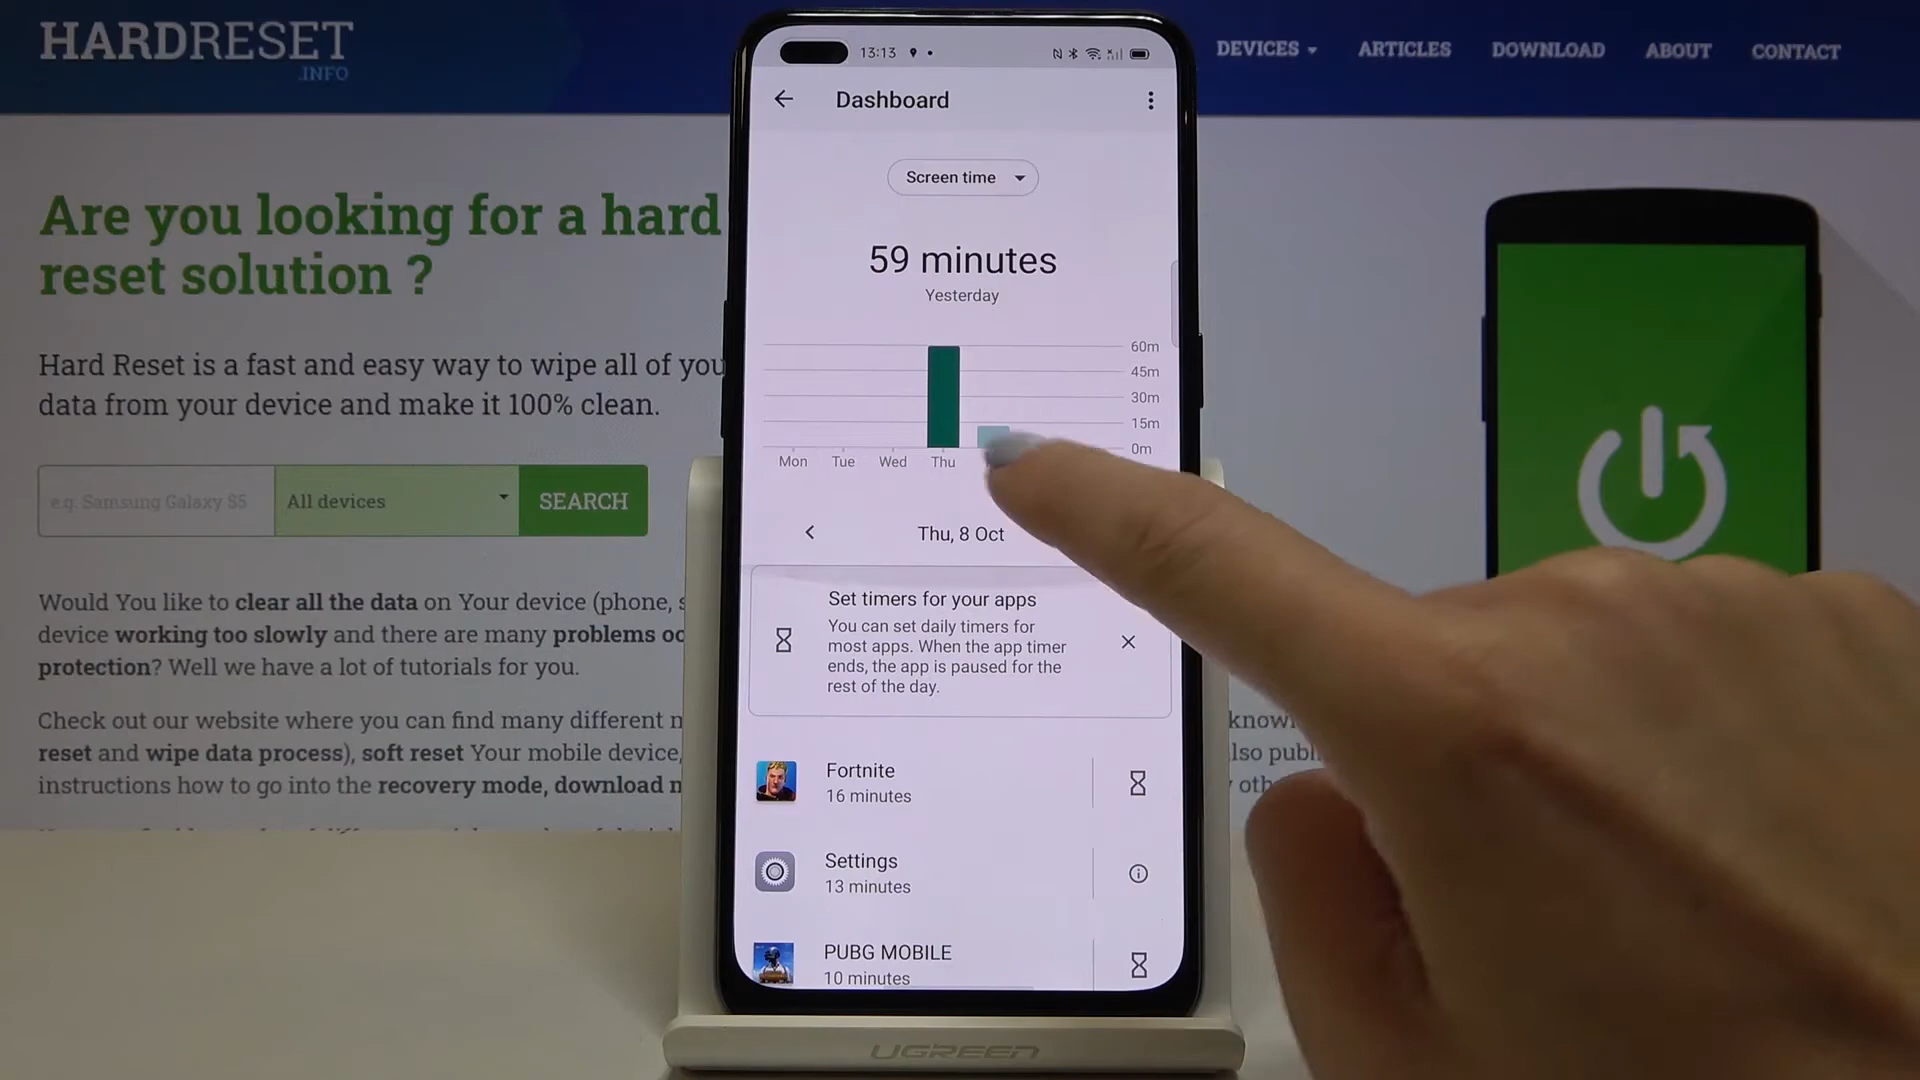 HARDRESET
.INFO
DEVICES
ARTICLES
DOWNLOAD
ABOUT
CONTACT
Are you looking for a hard
reset solution ?
Hard Reset is a fast and easy way to wipe all of you
data from your device and make it 100% clean.
e.g. Samsung Galaxy S5
All devices
SEARCH
Would You like to clear all the data on Your device (phone, s
device working too slowly and there are many problems oc
protection? Well we have a lot of tutorials for you.
Check out our website where you can find many different m
reset and wipe data process), soft reset Your mobile device,
instructions how to go into the recovery mode, download m
know
also publ
oth
13:13
Dashboard
Screen time
59 minutes
Yesterday
60m
45m
30m
15m
0m
Mon Tue Wed Thu
Thu, 8 Oct
Set timers for your apps
You can set daily timers for
most apps. When the app timer
ends, the app is paused for the
rest of the day.
Fortnite
16 minutes
Settings
13 minutes
PUBG MOBILE
10 minutes
UGREEN